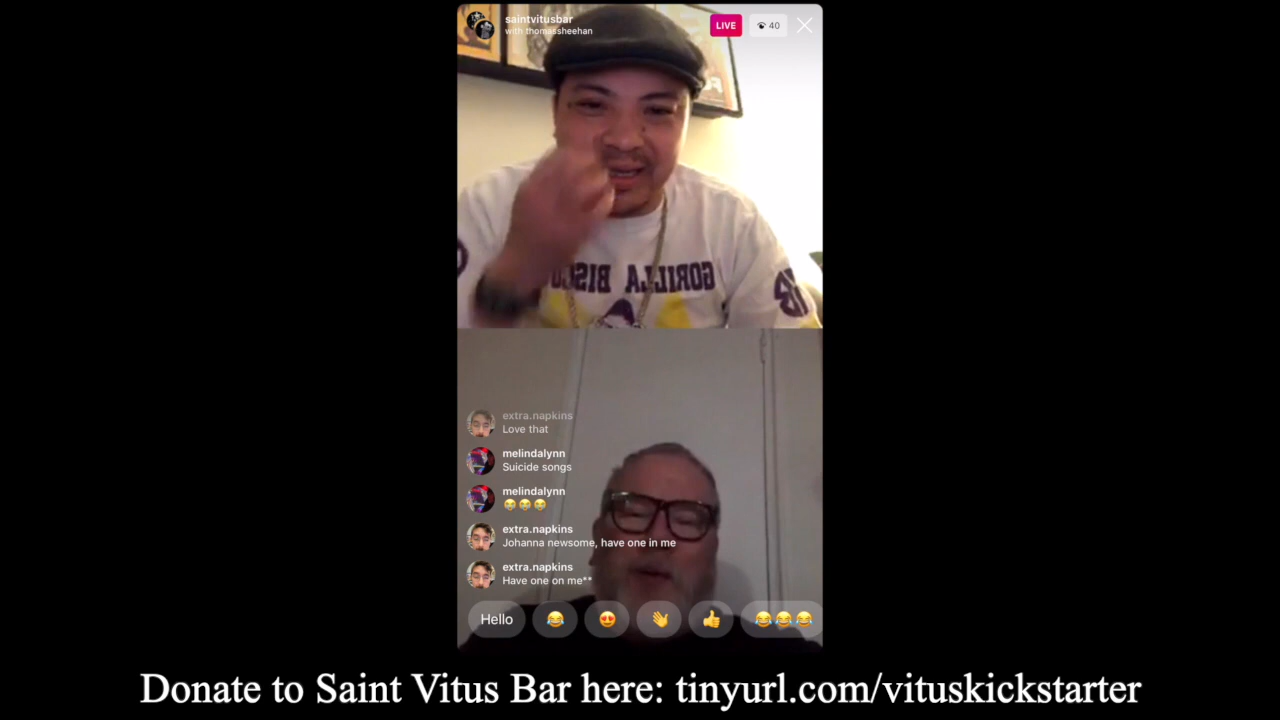 saintvitusbar
with thomassheehan
LIVE
40
GORILLA BISC
extra.napkins
Love that
melindalynn
Suicide songs
melindalynn
😭😭😭
extra.napkins
Johanna newsome, have one in me
extra.napkins
Have one on me**
Hello 😂 😍 👋 👍 😂😂😂
Donate to Saint Vitus Bar here: tinyurl.com/vituskickstarter